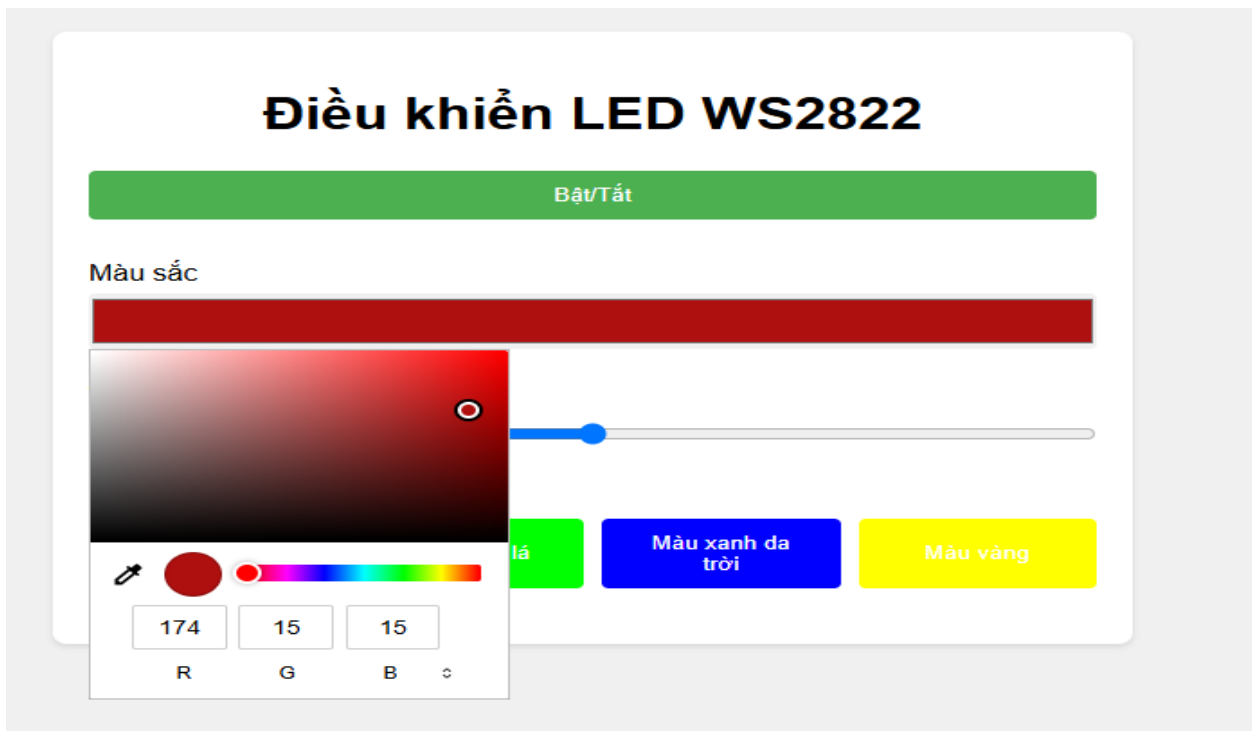 Điều khiển LED WS2822
Bật/Tắt
Màu sắc
lá
Màu xanh da
trời
Màu vàng
174 15 15
R G B